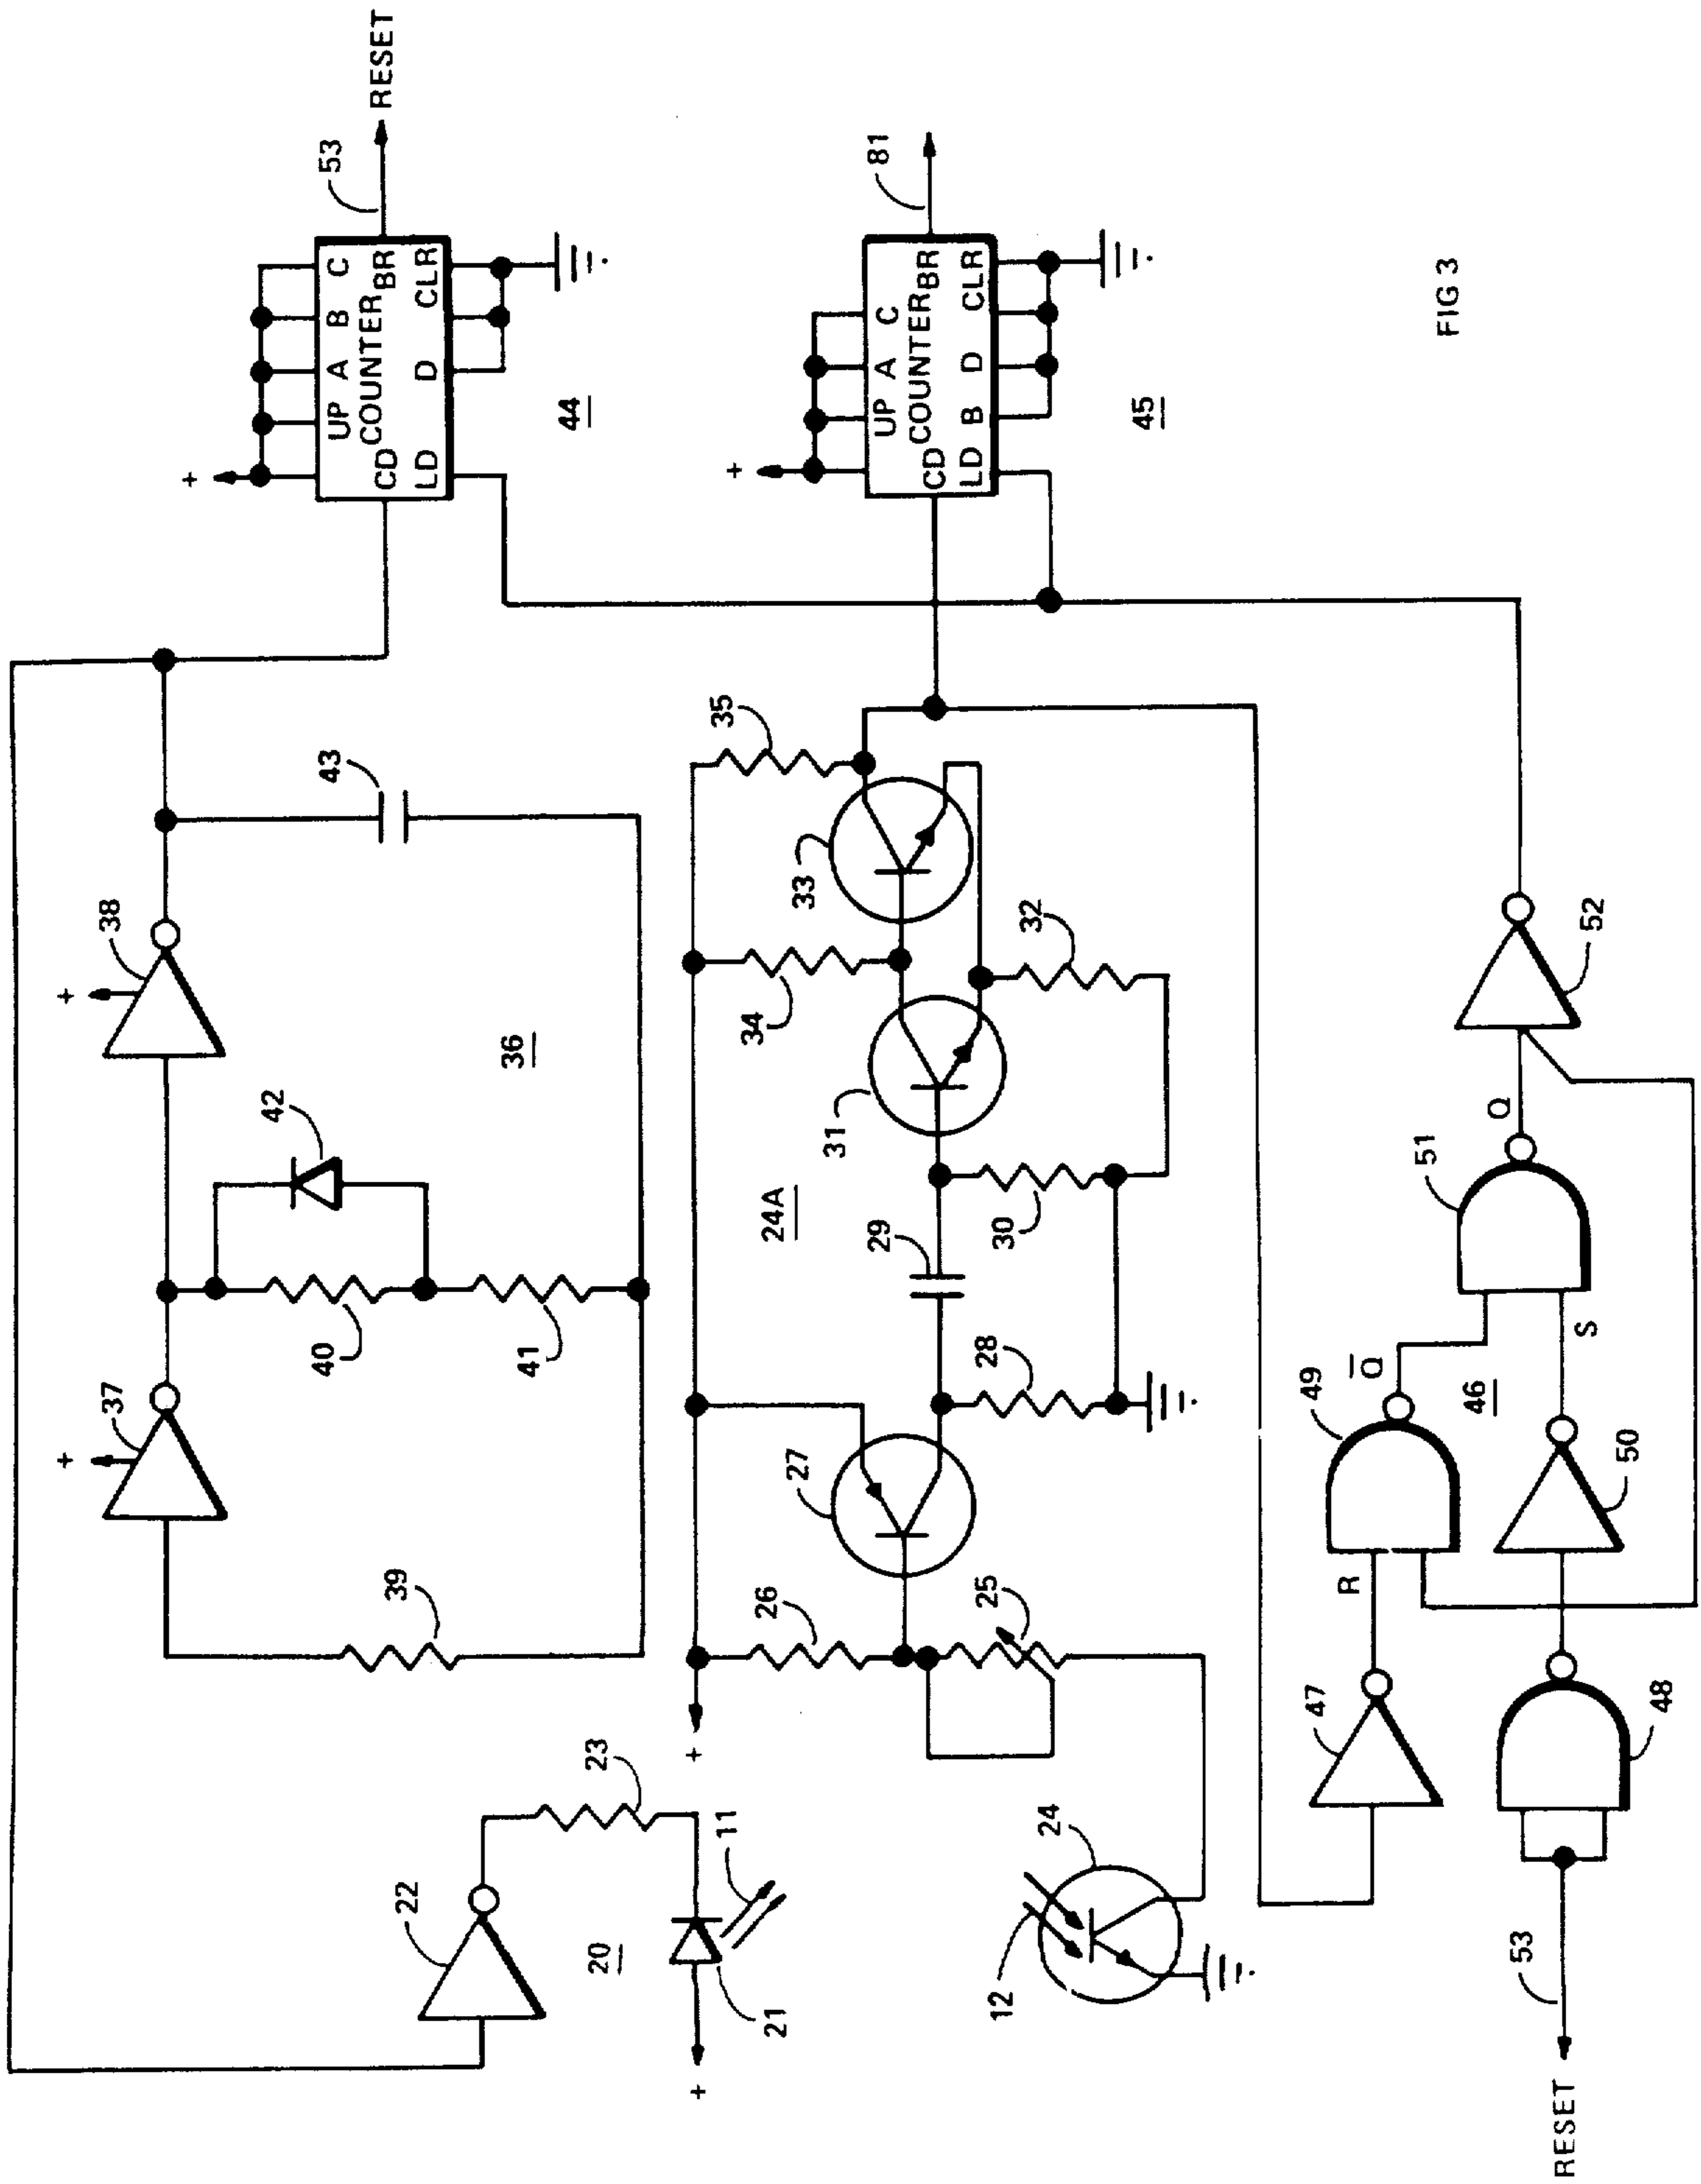 FIG 3
+
37
+
38
39
40
41
42
36
43
+
UP A B C
COUNTER
CD BR
LD D CLR
44
53
RESET
22
23
20
21
11
+
+
26
25
27
24A
28
29
30
31
34
33
32
35
12
24
+
UP A C
COUNTER
CD BR
LD B D CLR
45
81
47
R
49
Q̅
46
S
51
Q
52
50
48
53
RESET